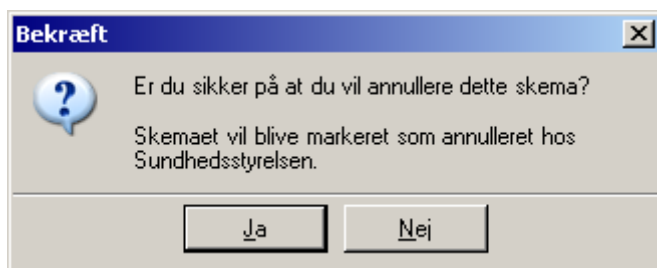 Bekræft
Er du sikker på at du vil annullere dette skema?
Skemaet vil blive markeret som annulleret hos
Sundhedsstyrelsen.
Ja
Nej